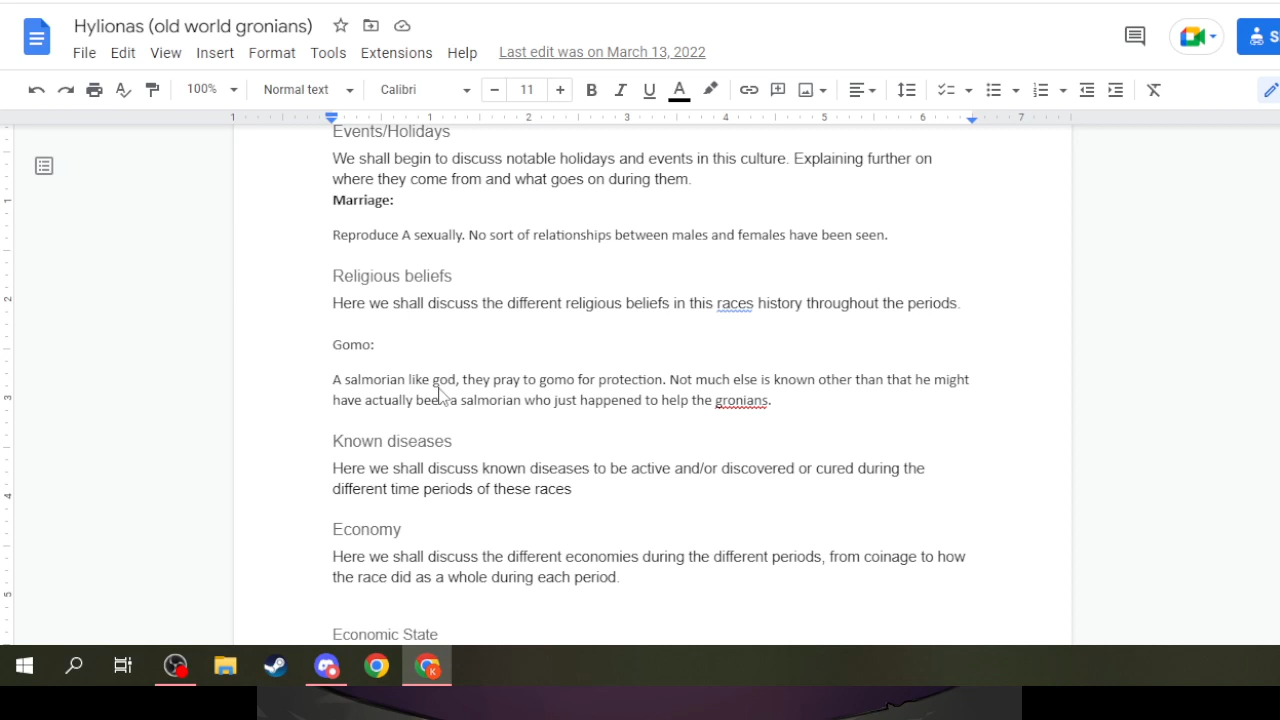 Hylionas (old world gronians)
File Edit View Insert Format Tools Extensions Help Last edit was on March 13, 2022
100% Normal text Calibri 11
1 1 2 3 4 5 6 7
Events/Holidays
We shall begin to discuss notable holidays and events in this culture. Explaining further on
where they come from and what goes on during them.
Marriage:
Reproduce A sexually. No sort of relationships between males and females have been seen.
Religious beliefs
Here we shall discuss the different religious beliefs in this races history throughout the periods.
Gomo:
A salmorian like god, they pray to gomo for protection. Not much else is known other than that he might
have actually been a salmorian who just happened to help the gronians.
Known diseases
Here we shall discuss known diseases to be active and/or discovered or cured during the
different time periods of these races
Economy
Here we shall discuss the different economies during the different periods, from coinage to how
the race did as a whole during each period.
Economic State